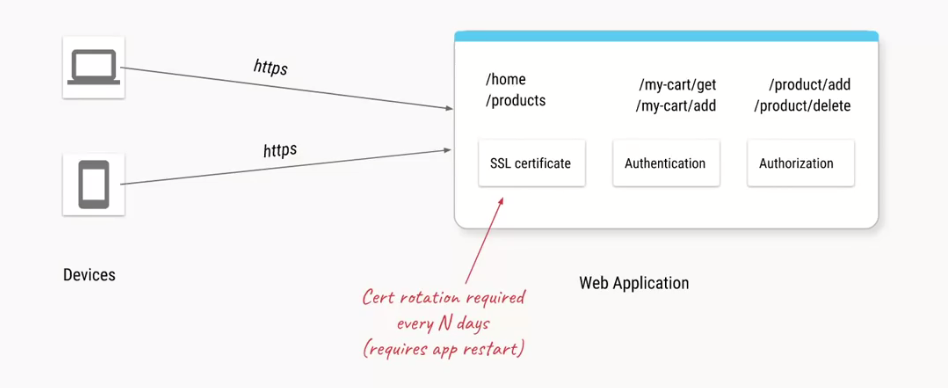 https
https
/home
/products
/my-cart/get
/my-cart/add
/product/add
/product/delete
SSL certificate
Authentication
Authorization
Devices
Web Application
Cert rotation required
every N days
(requires app restart)